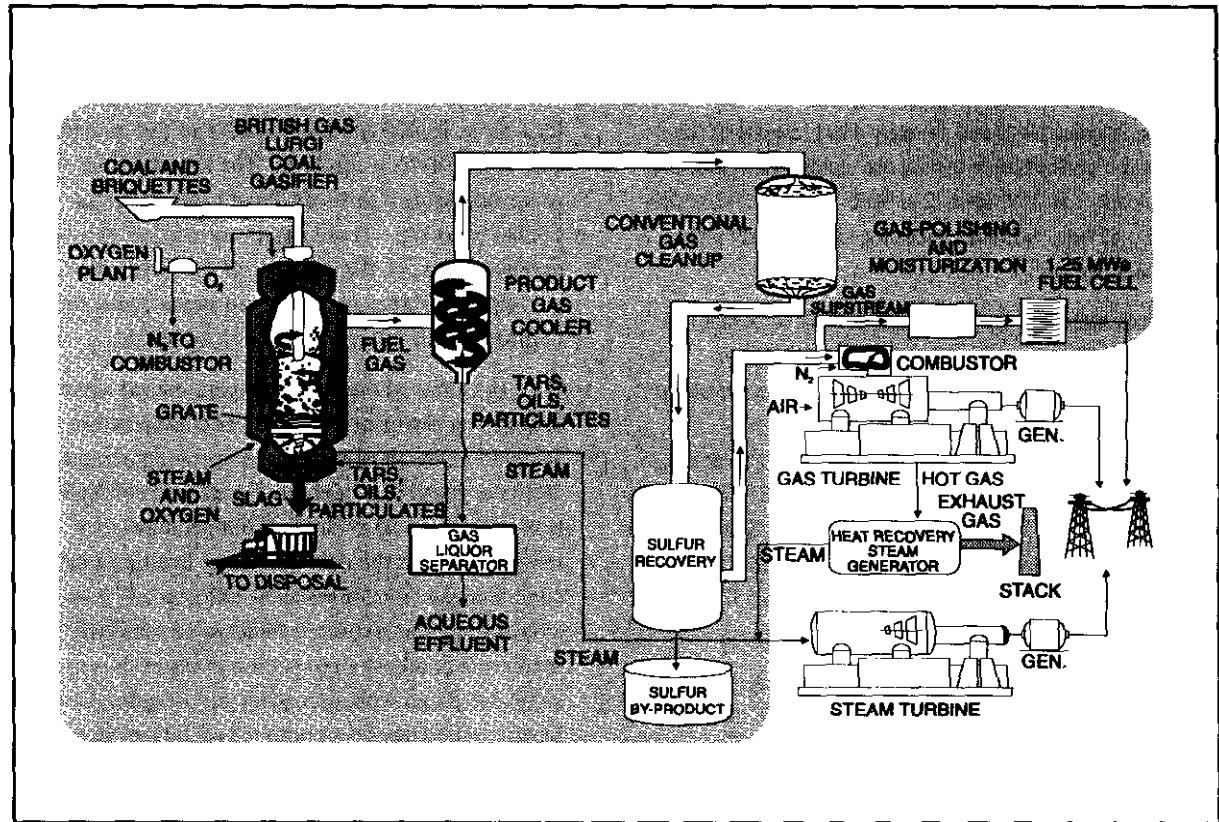 BRITISH GAS
LURGI
COAL
GASIFIER
COAL AND
BRIQUETTES
OXYGEN
PLANT
O₂
N₂ TO
COMBUSTOR
GRATE
STEAM
AND
OXYGEN
SLAG
TO DISPOSAL
FUEL
GAS
PRODUCT
GAS
COOLER
TARS,
OILS,
PARTICULATES
STEAM
TARS,
OILS,
PARTICULATES
GAS
LIQUOR
SEPARATOR
AQUEOUS
EFFLUENT
CONVENTIONAL
GAS
CLEANUP
GAS-POLISHING
AND
MOISTURIZATION
1.25 MWe
FUEL CELL
GAS
SLIPSTREAM
COMBUSTOR
N₂
AIR
GEN.
GAS TURBINE
HOT GAS
EXHAUST
GAS
SULFUR
RECOVERY
STEAM
HEAT RECOVERY
STEAM
GENERATOR
STACK
STEAM
SULFUR
BY-PRODUCT
GEN.
STEAM TURBINE